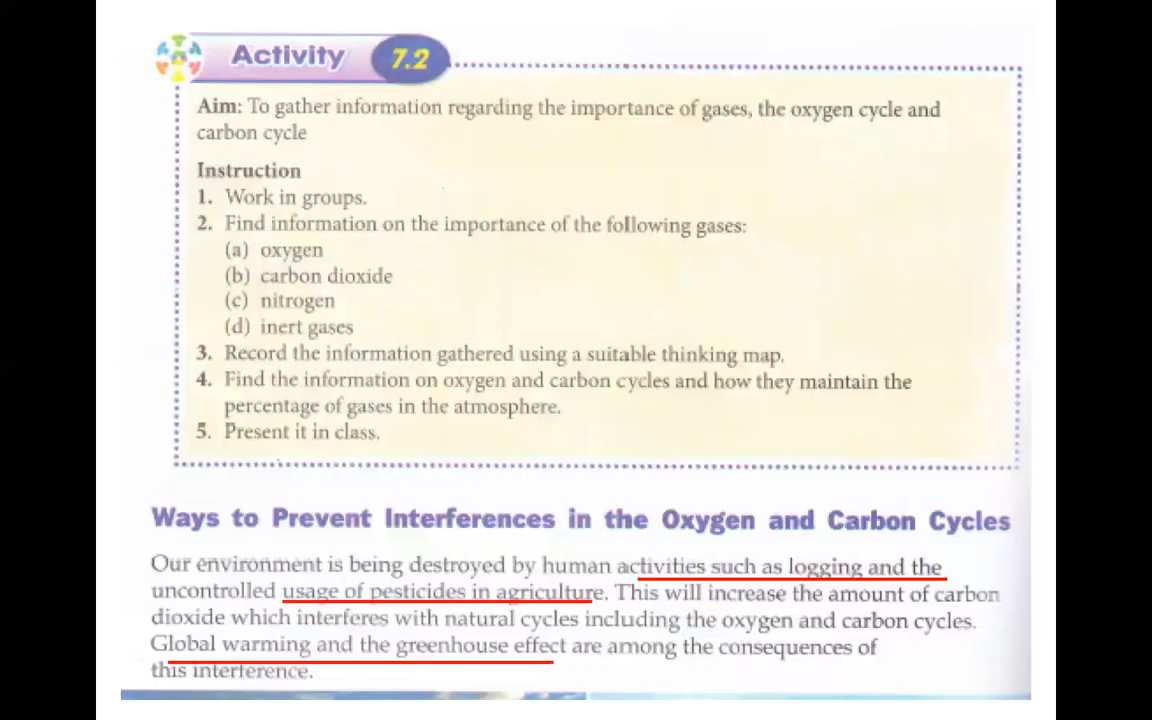 Activity 7.2
Aim: To gather information regarding the importance of gases, the oxygen cycle and
carbon cycle
Instruction
1. Work in groups.
2. Find information on the importance of the following gases:
(a) oxygen
(b) carbon dioxide
(c) nitrogen
(d) inert gases
3. Record the information gathered using a suitable thinking map.
4. Find the information on oxygen and carbon cycles and how they maintain the
percentage of gases in the atmosphere.
5. Present it in class.
Ways to Prevent Interferences in the Oxygen and Carbon Cycles
Our environment is being destroyed by human activities such as logging and the
uncontrolled usage of pesticides in agriculture. This will increase the amount of carbon
dioxide which interferes with natural cycles including the oxygen and carbon cycles.
Global warming and the greenhouse effect are among the consequences of
this interference.